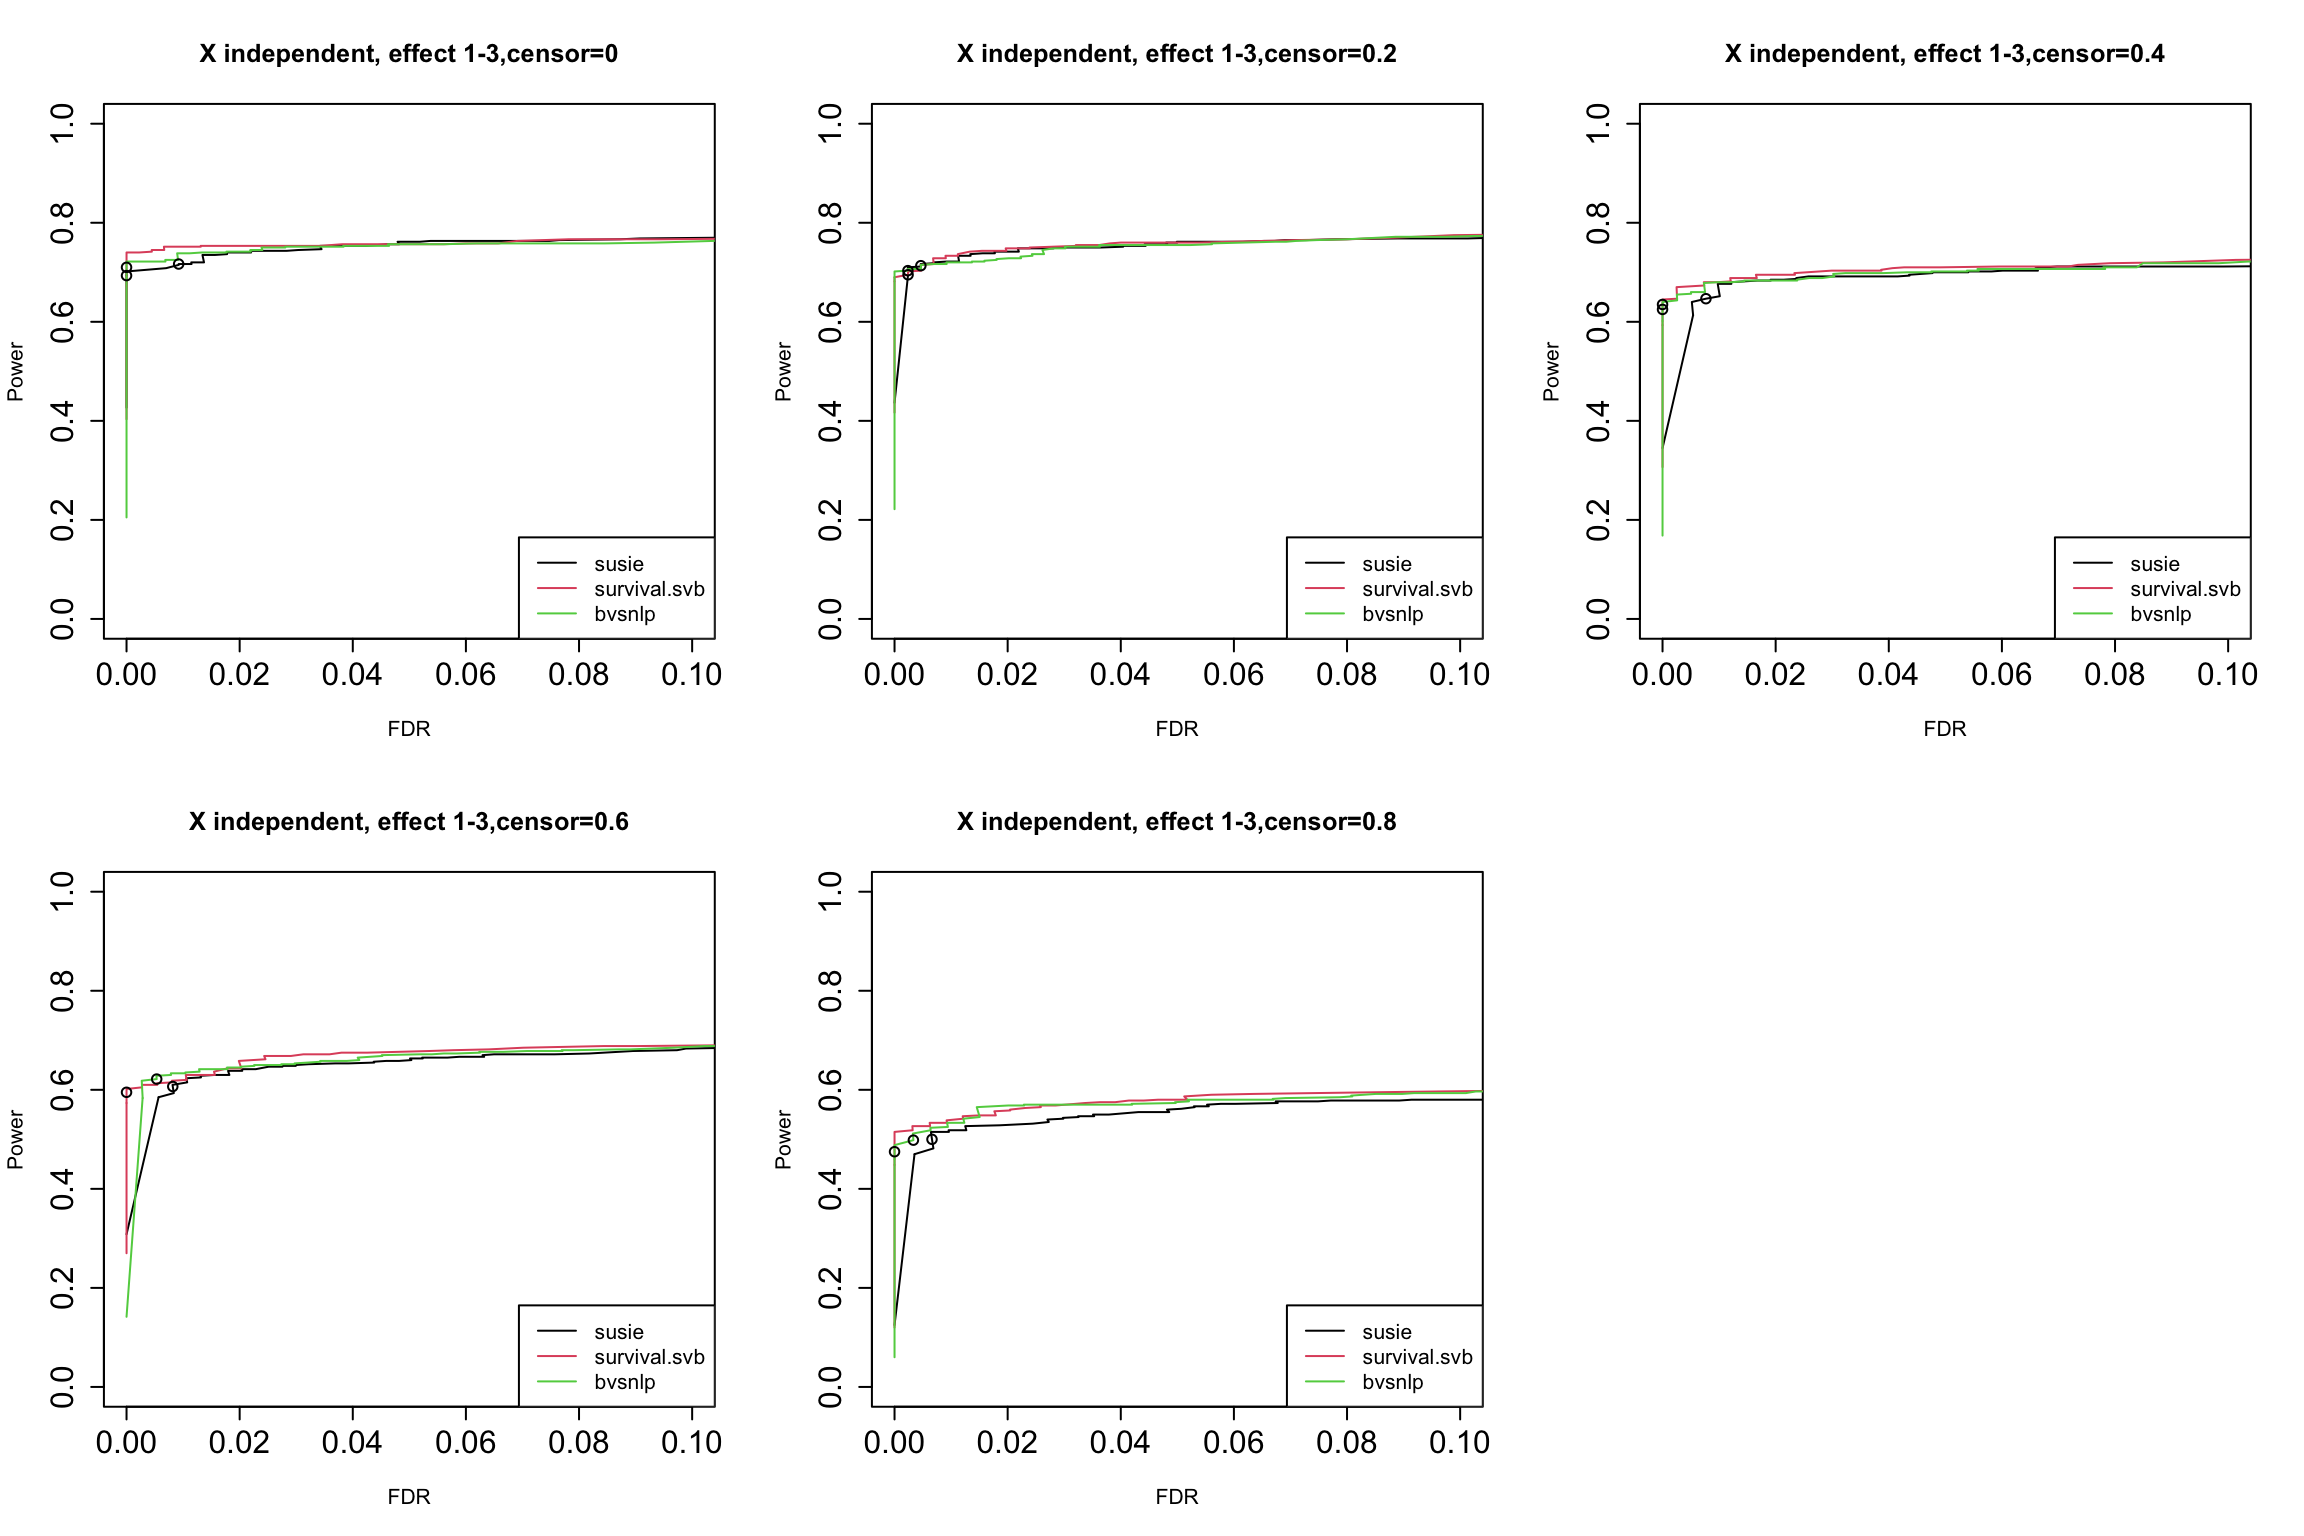 X independent, effect 1-3,censor=0
Power
1.0
0.8
0.6
0.4
0.2
0.0
susie
survival.svb
bvsnlp
0.00 0.02 0.04 0.06 0.08 0.10
FDR
X independent, effect 1-3,censor=0.2
Power
1.0
0.8
0.6
0.4
0.2
0.0
susie
survival.svb
bvsnlp
0.00 0.02 0.04 0.06 0.08 0.10
FDR
X independent, effect 1-3,censor=0.4
Power
1.0
0.8
0.6
0.4
0.2
0.0
susie
survival.svb
bvsnlp
0.00 0.02 0.04 0.06 0.08 0.10
FDR
X independent, effect 1-3,censor=0.6
Power
1.0
0.8
0.6
0.4
0.2
0.0
susie
survival.svb
bvsnlp
0.00 0.02 0.04 0.06 0.08 0.10
FDR
X independent, effect 1-3,censor=0.8
Power
1.0
0.8
0.6
0.4
0.2
0.0
susie
survival.svb
bvsnlp
0.00 0.02 0.04 0.06 0.08 0.10
FDR